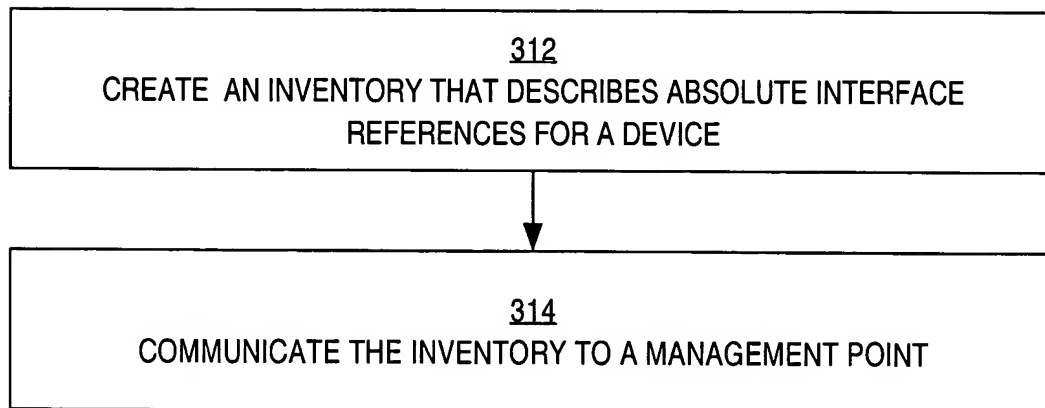 312
CREATE AN INVENTORY THAT DESCRIBES ABSOLUTE INTERFACE
REFERENCES FOR A DEVICE
314
COMMUNICATE THE INVENTORY TO A MANAGEMENT POINT